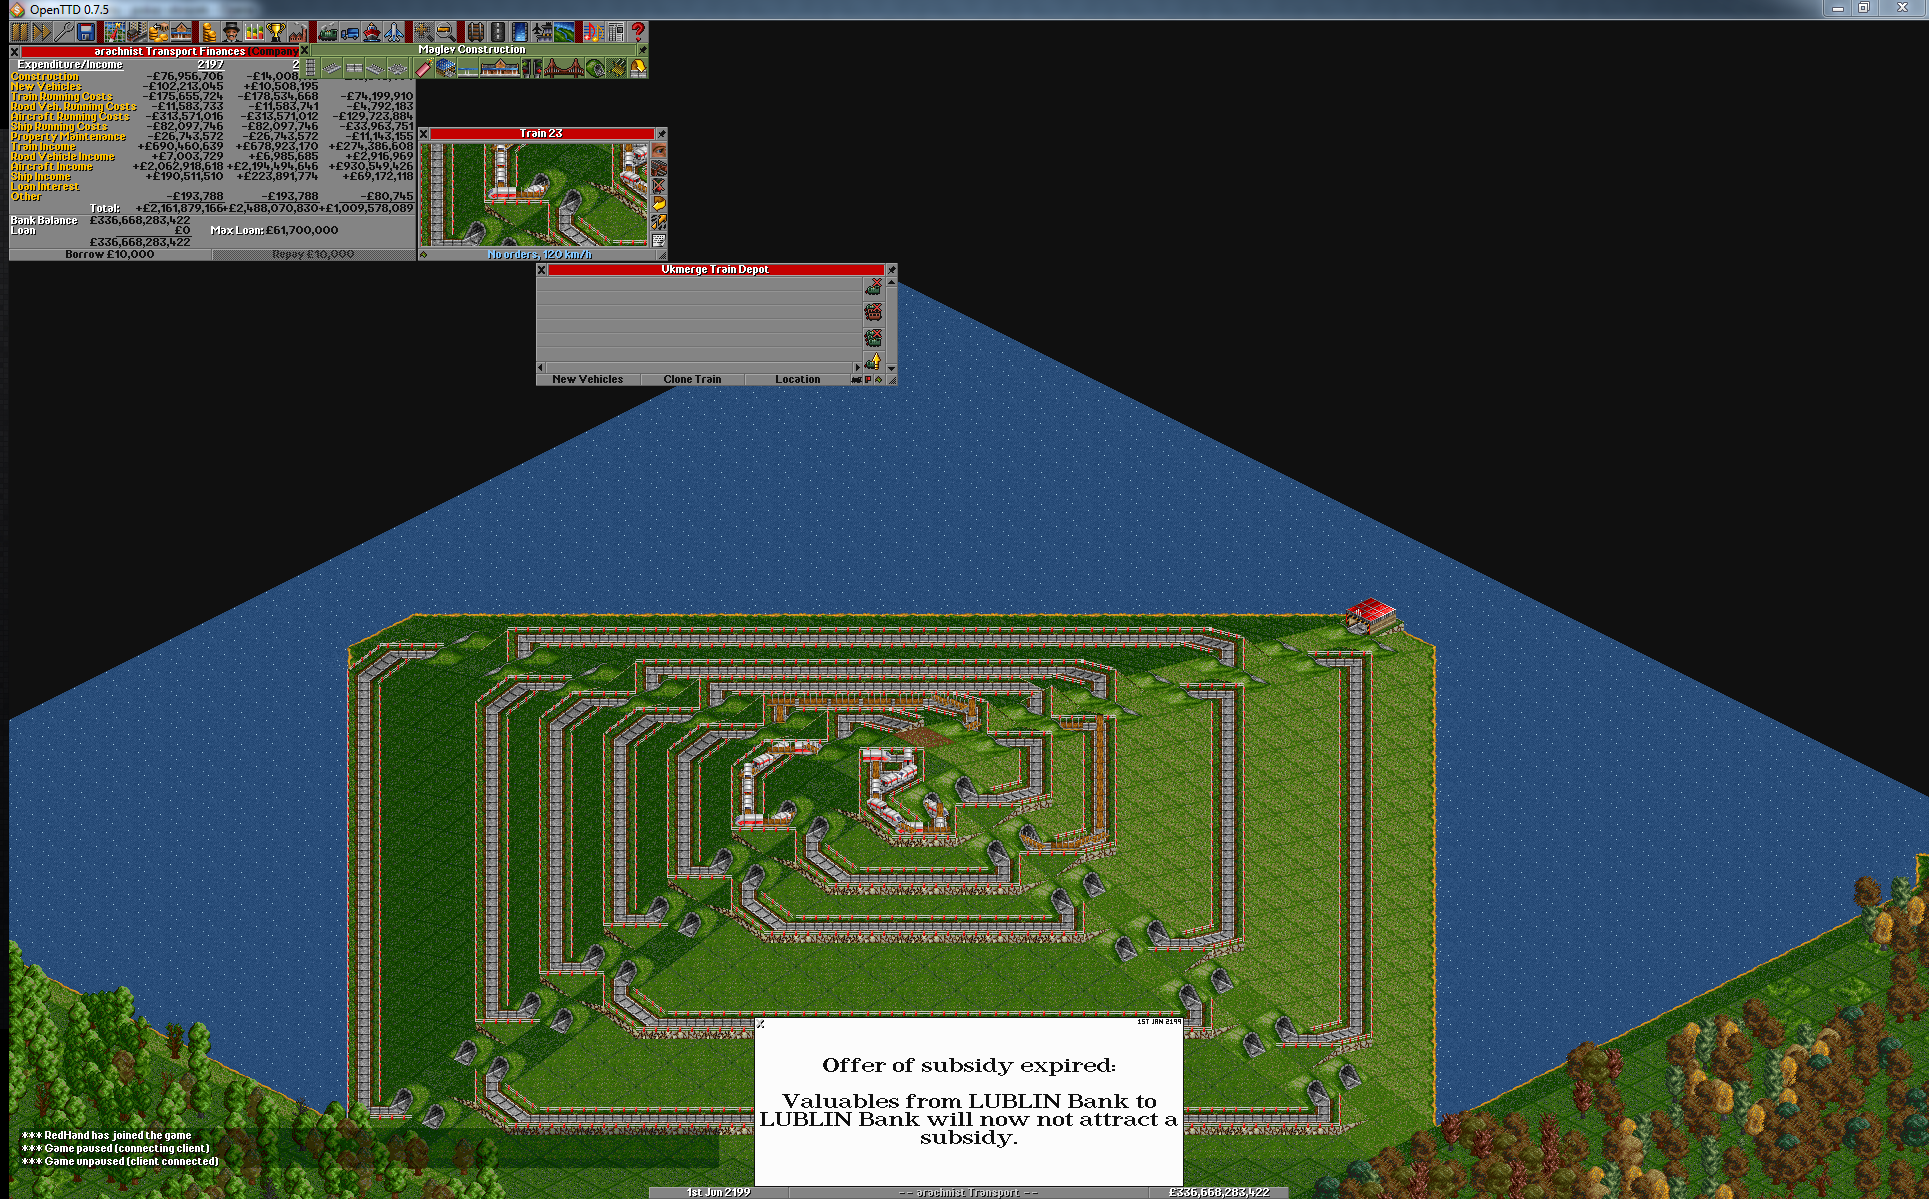 OpenTTD 0.7.5
arachnist Transport Finances (Company
Maglev Construction
Expenditure/Income 2197 2
Construction -£76,956,706 -£14,008,
New Vehicles -£102,213,045 +£10,508,195
Train Running Costs -£175,655,724 -£178,534,668 -£74,199,910
Road Veh. Running Costs -£11,583,733 -£11,583,741 -£4,792,183
Aircraft Running Costs -£313,571,016 -£313,571,012 -£129,723,884
Ship Running Costs -£82,097,746 -£82,097,746 -£33,963,751
Property Maintenance -£26,743,572 -£26,743,572 -£11,143,155
Train Income +£690,460,639 +£678,923,170 +£274,386,608
Road Vehicle Income +£7,003,729 +£6,985,685 +£2,916,969
Aircraft Income +£2,062,918,618 +£2,194,494,646 +£930,549,426
Ship Income +£190,511,510 +£223,891,774 +£69,172,118
Loan Interest
Other -£193,788 -£193,788 -£80,745
Total: +£2,161,879,166 +£2,488,070,830 +£1,009,578,089
Bank Balance £336,668,283,422
Loan £0 Max Loan: £61,700,000
£336,668,283,422
Borrow £10,000 Repay £10,000
Train 23
No orders, 120 km/h
Ukmerge Train Depot
New Vehicles Clone Train Location
1ST JAN 2199
Offer of subsidy expired:
Valuables from LUBLIN Bank to
LUBLIN Bank will now not attract a
subsidy.
*** RedHand has joined the game
*** Game paused (connecting client)
*** Game unpaused (client connected)
1st Jun 2199 -- arachnist Transport -- £336,668,283,422